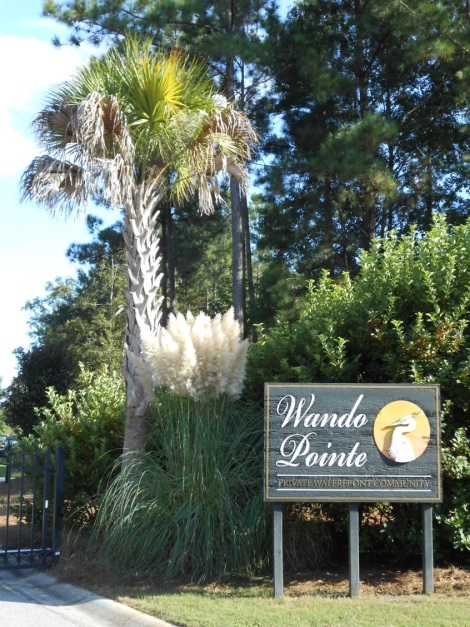 Wando
Pointe
PRIVATE WATERFRONT COMMUNITY